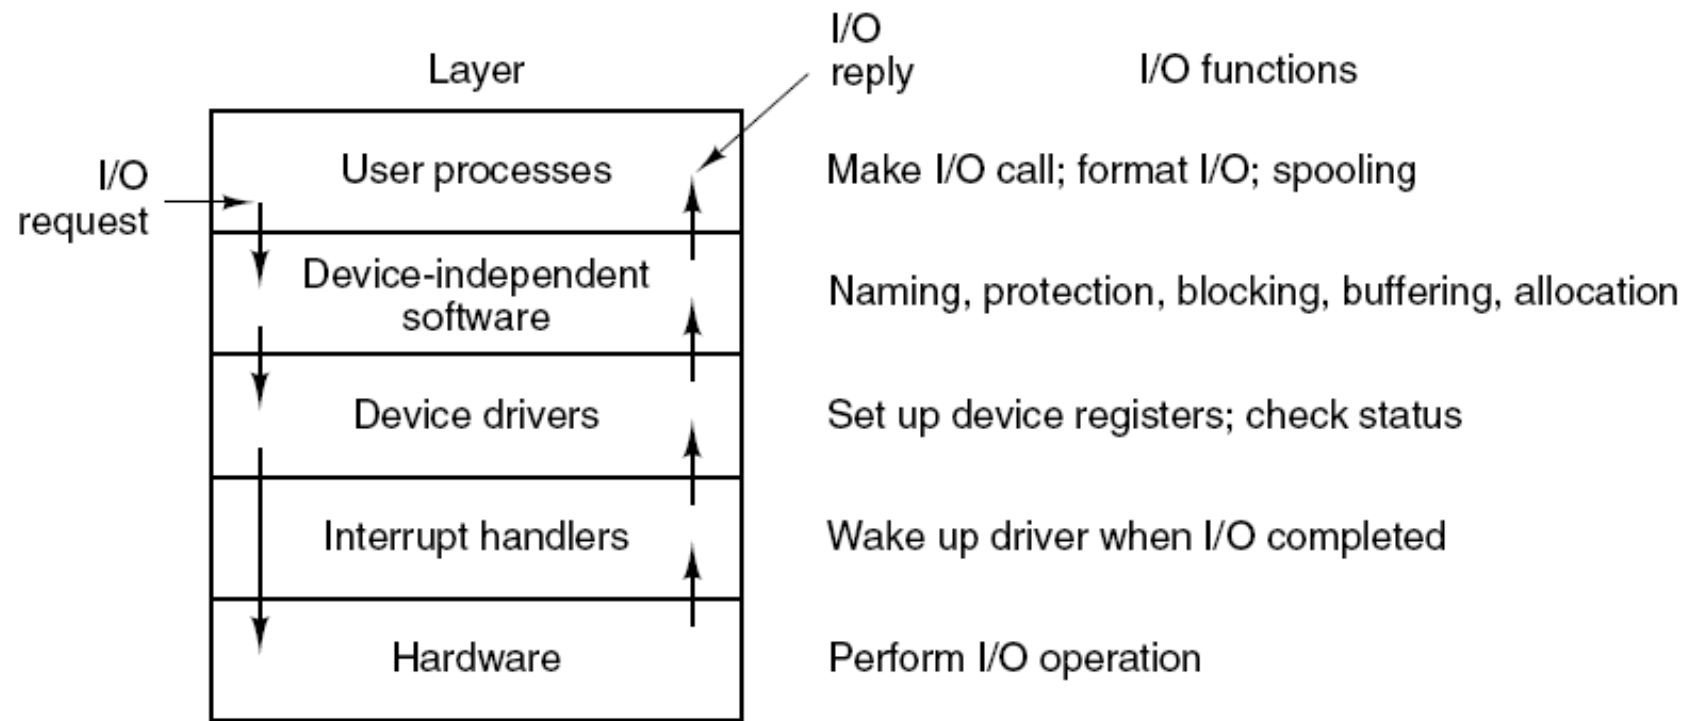 Layer
I/O
reply
I/O functions
I/O
request
User processes
Make I/O call; format I/O; spooling
Device-independent
software
Naming, protection, blocking, buffering, allocation
Device drivers
Set up device registers; check status
Interrupt handlers
Wake up driver when I/O completed
Hardware
Perform I/O operation